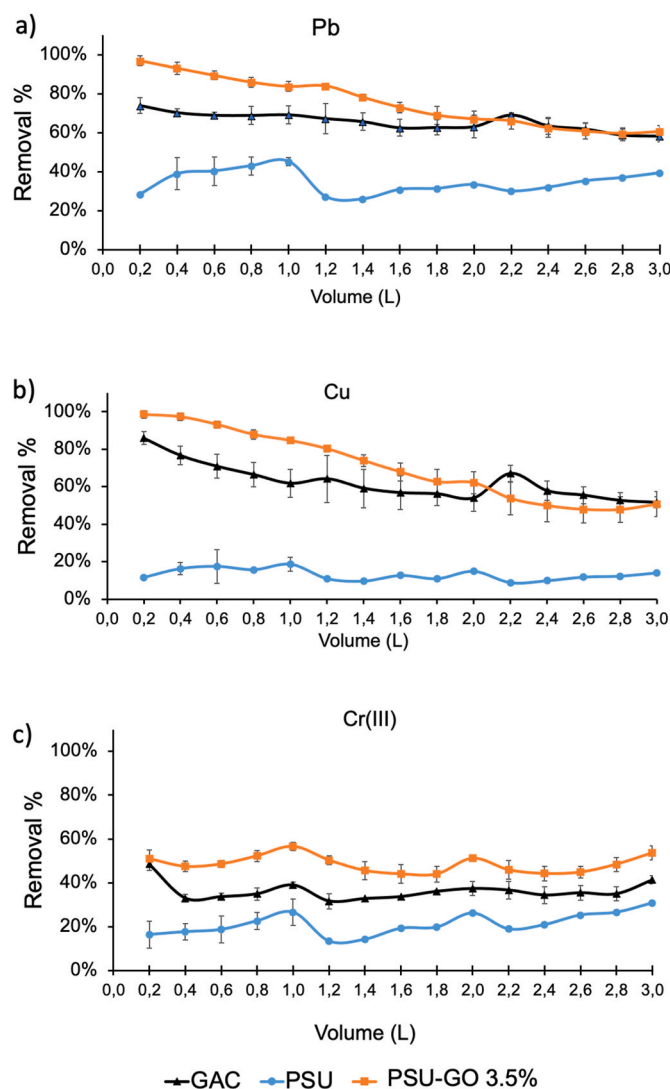 a)
Pb
Removal %
100%
80%
60%
40%
20%
0%
0,0 0,2 0,4 0,6 0,8 1,0 1,2 1,4 1,6 1,8 2,0 2,2 2,4 2,6 2,8 3,0
Volume (L)
b)
Cu
Removal %
100%
80%
60%
40%
20%
0%
0,0 0,2 0,4 0,6 0,8 1,0 1,2 1,4 1,6 1,8 2,0 2,2 2,4 2,6 2,8 3,0
Volume (L)
c)
Cr(III)
Removal %
100%
80%
60%
40%
20%
0%
0,0 0,2 0,4 0,6 0,8 1,0 1,2 1,4 1,6 1,8 2,0 2,2 2,4 2,6 2,8 3,0
Volume (L)
GAC PSU PSU-GO 3.5%